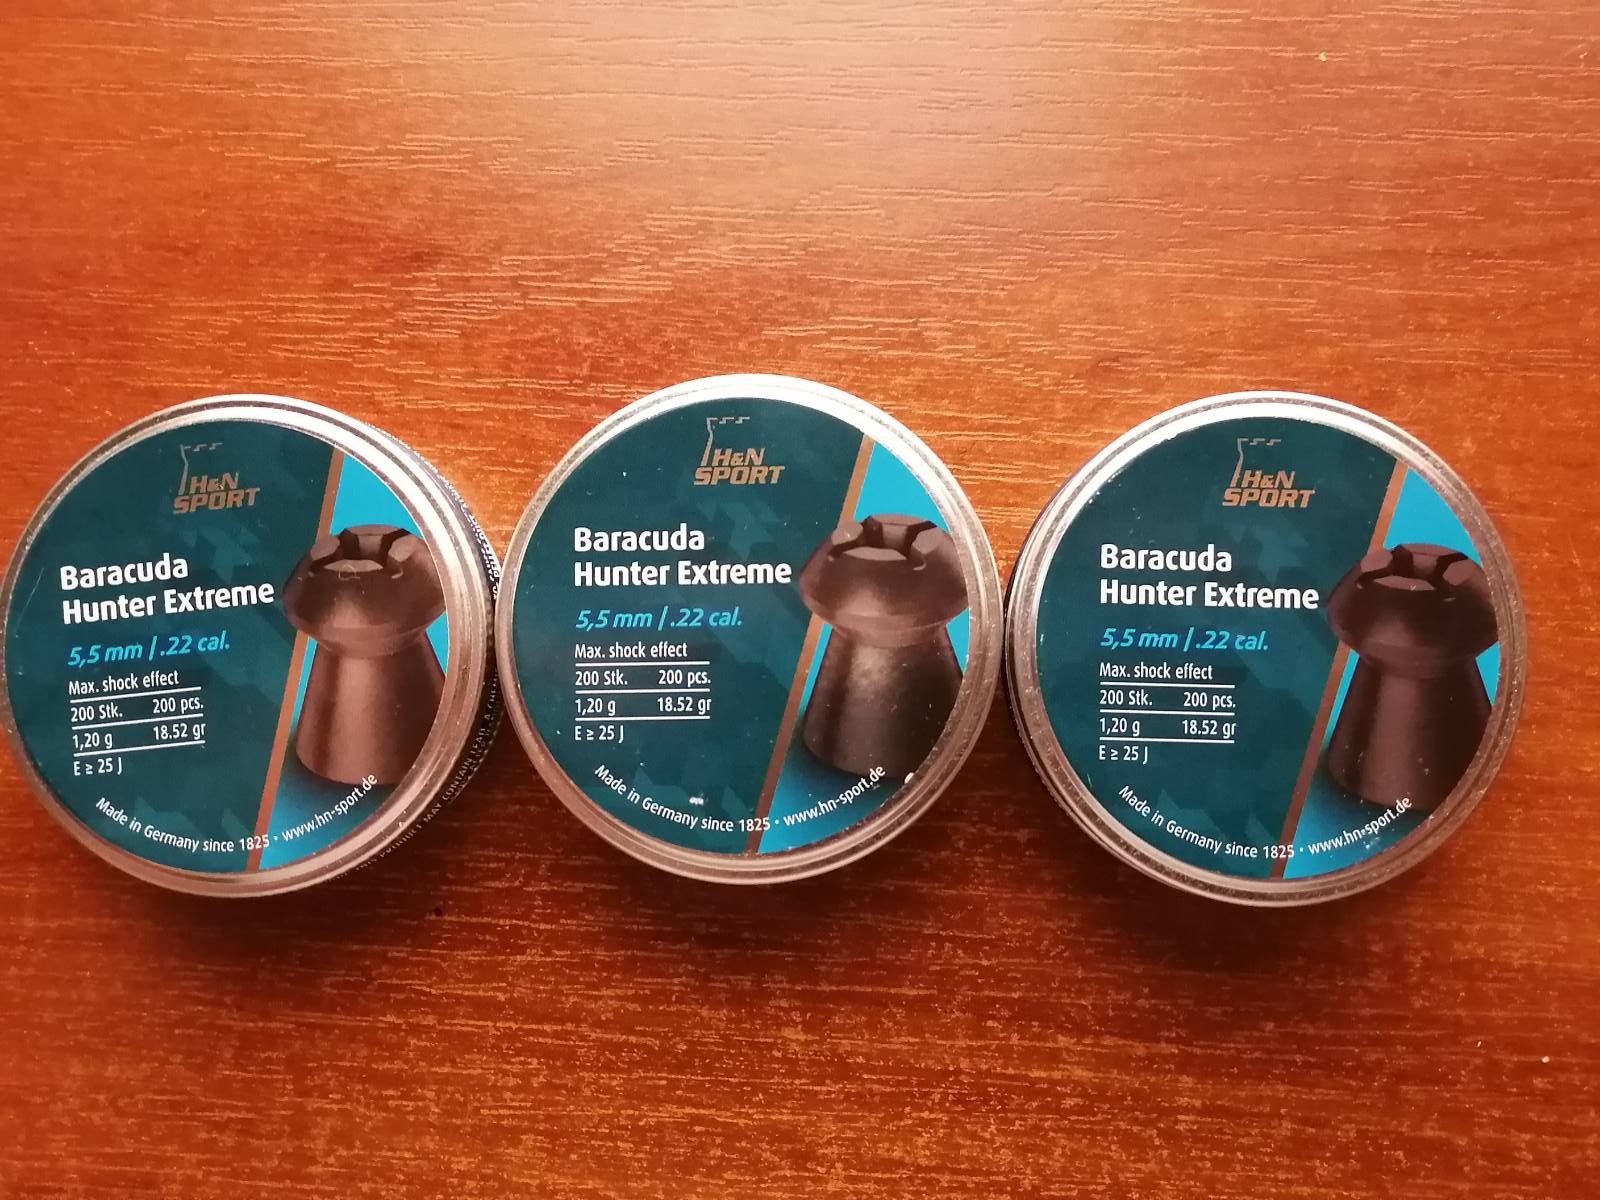 H&N
SPORT
Baracuda
Hunter Extreme
5,5 mm / .22 cal.
Max. shock effect
200 Stk. 200 pcs.
1,20 g 18.52 gr
E ≥ 25 J
Made in Germany since 1825 · www.hn-sport.de
MAY CONTAIN LEAD
H&N
SPORT
Baracuda
Hunter Extreme
5,5 mm / .22 cal.
Max. shock effect
200 Stk. 200 pcs.
1,20 g 18.52 gr
E ≥ 25 J
Made in Germany since 1825 · www.hn-sport.de
H&N
SPORT
Baracuda
Hunter Extreme
5,5 mm / .22 cal.
Max. shock effect
200 Stk. 200 pcs.
1,20 g 18.52 gr
E ≥ 25 J
Made in Germany since 1825 · www.hn-sport.de